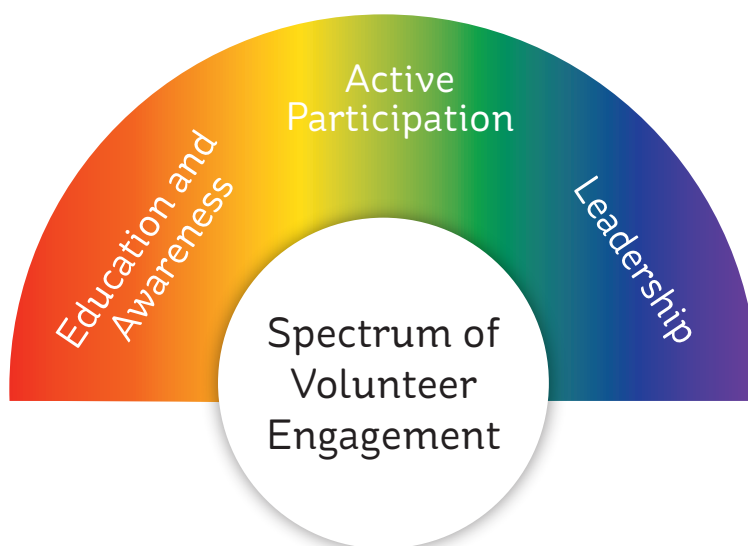 Education and
Awareness
Active
Participation
Leadership
Spectrum of
Volunteer
Engagement